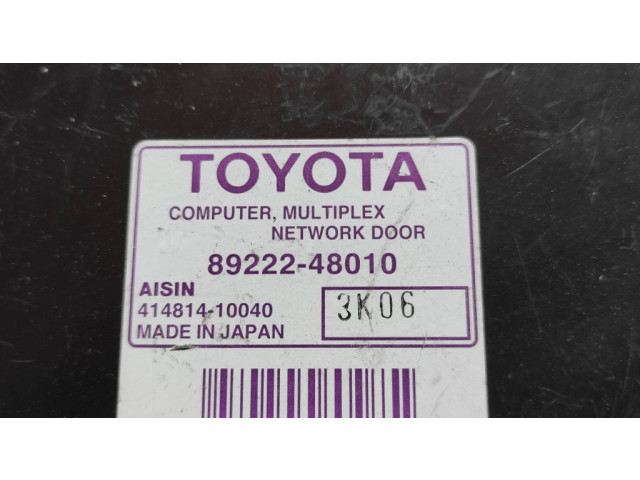 TOYOTA
COMPUTER, MULTIPLEX
NETWORK DOOR
89222-48010
AISIN
414814-10040
3K06
MADE IN JAPAN